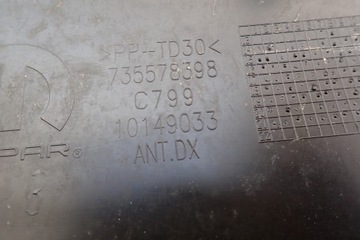 >PP-TD30<
735578398
C799
10149033
PAR®
ANT.DX